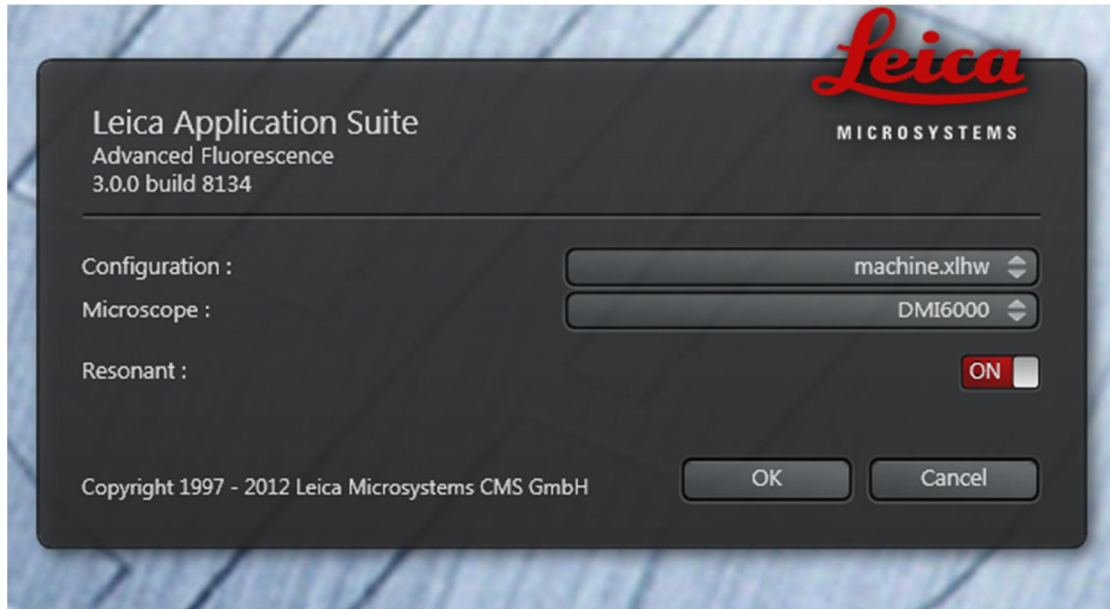 Leica
MICROSYSTEMS
Leica Application Suite
Advanced Fluorescence
3.0.0 build 8134
Configuration : machine.xlhw
Microscope : DMI6000
Resonant : ON
Copyright 1997 - 2012 Leica Microsystems CMS GmbH OK Cancel